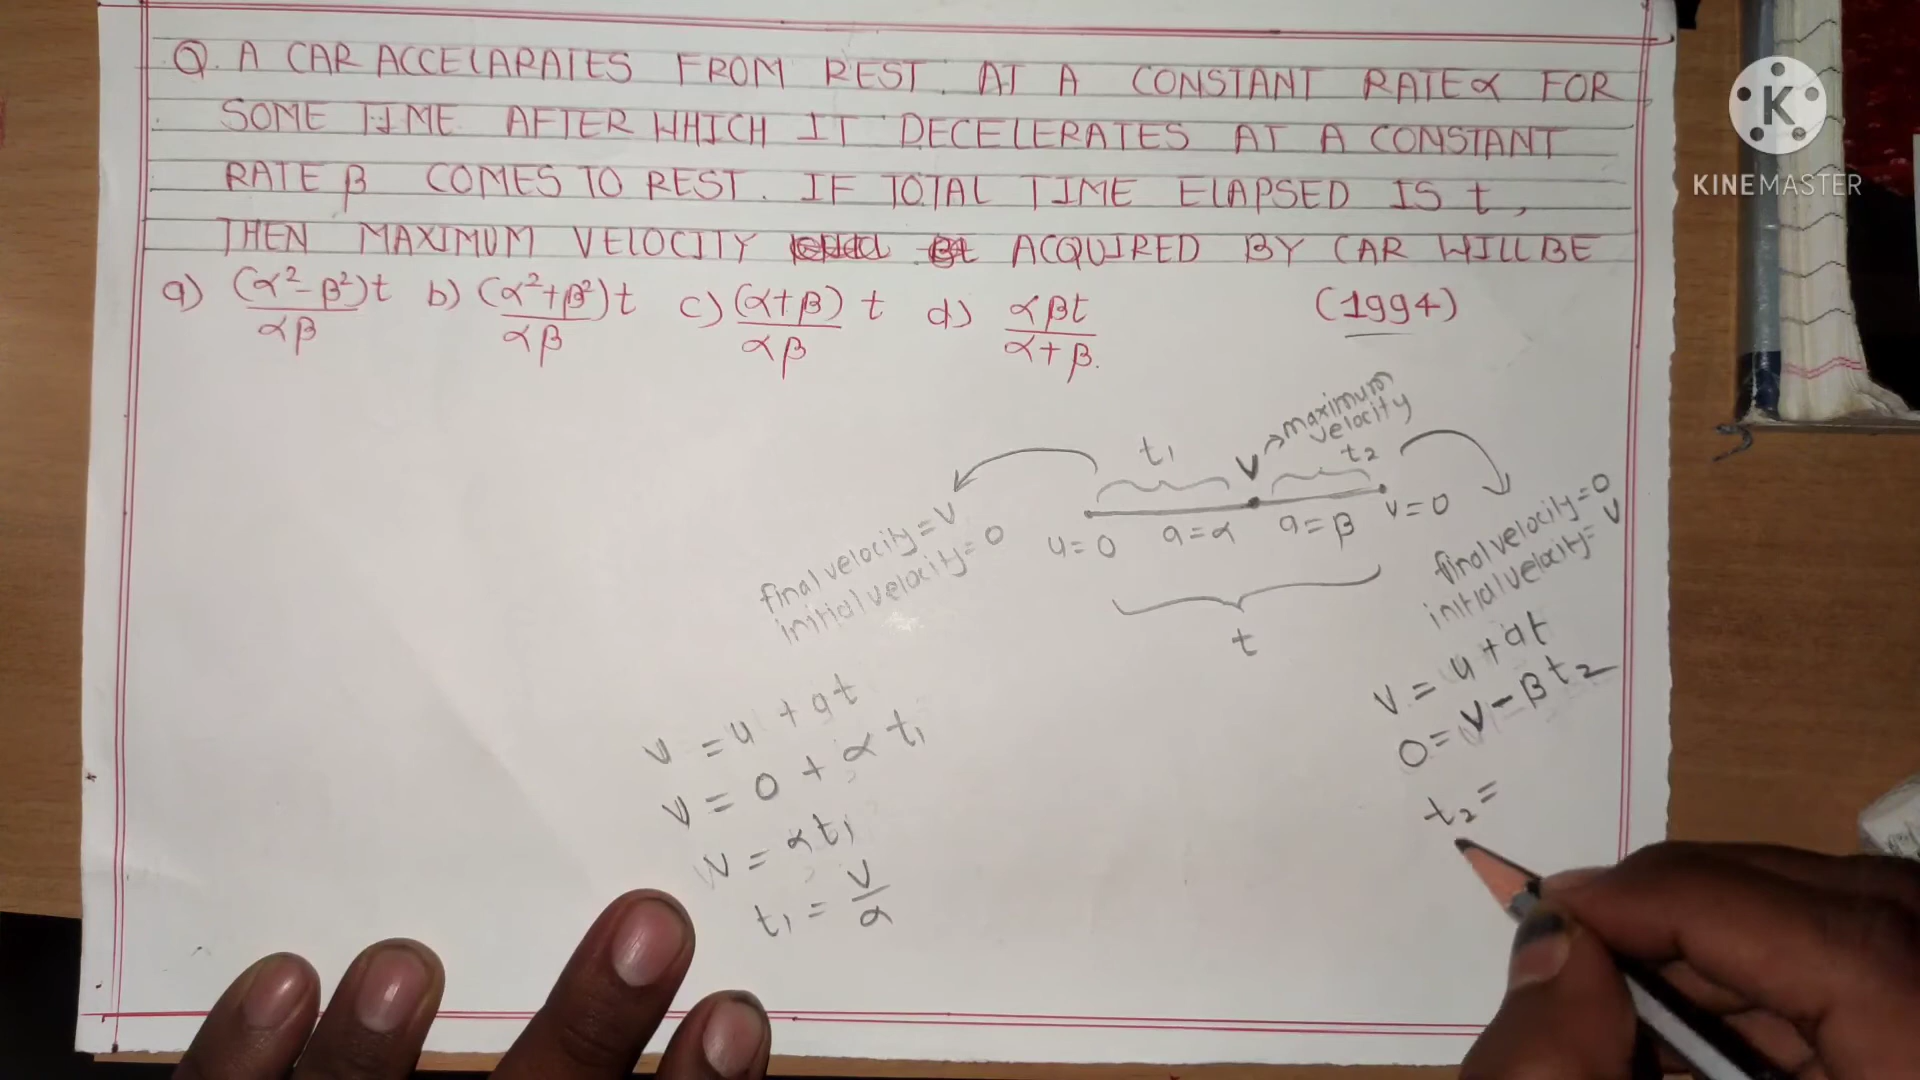 Q. A CAR ACCELARATES FROM REST. AT A CONSTANT RATE α FOR
SOME TIME AFTER WHICH IT DECELERATES AT A CONSTANT
RATE β COMES TO REST. IF TOTAL TIME ELAPSED IS t,
THEN MAXIMUM VELOCITY ACQUIRED BY CAR WILL BE
a) (α²-β²)t/αβ b) (α²+β²)t/αβ c) (α+β)/αβ t d) αβt/α+β. (1994)
maximum
velocity
t₁ V t₂
u=0 a=α a=β v=0
t
final velocity = V
initial velocity = 0
v = u + at
v = 0 + α t₁
v = αt₁
t₁ = v/α
final velocity = 0
initial velocity = V
v = u + at
0 = v - βt₂
t₂ =
K
KINEMASTER